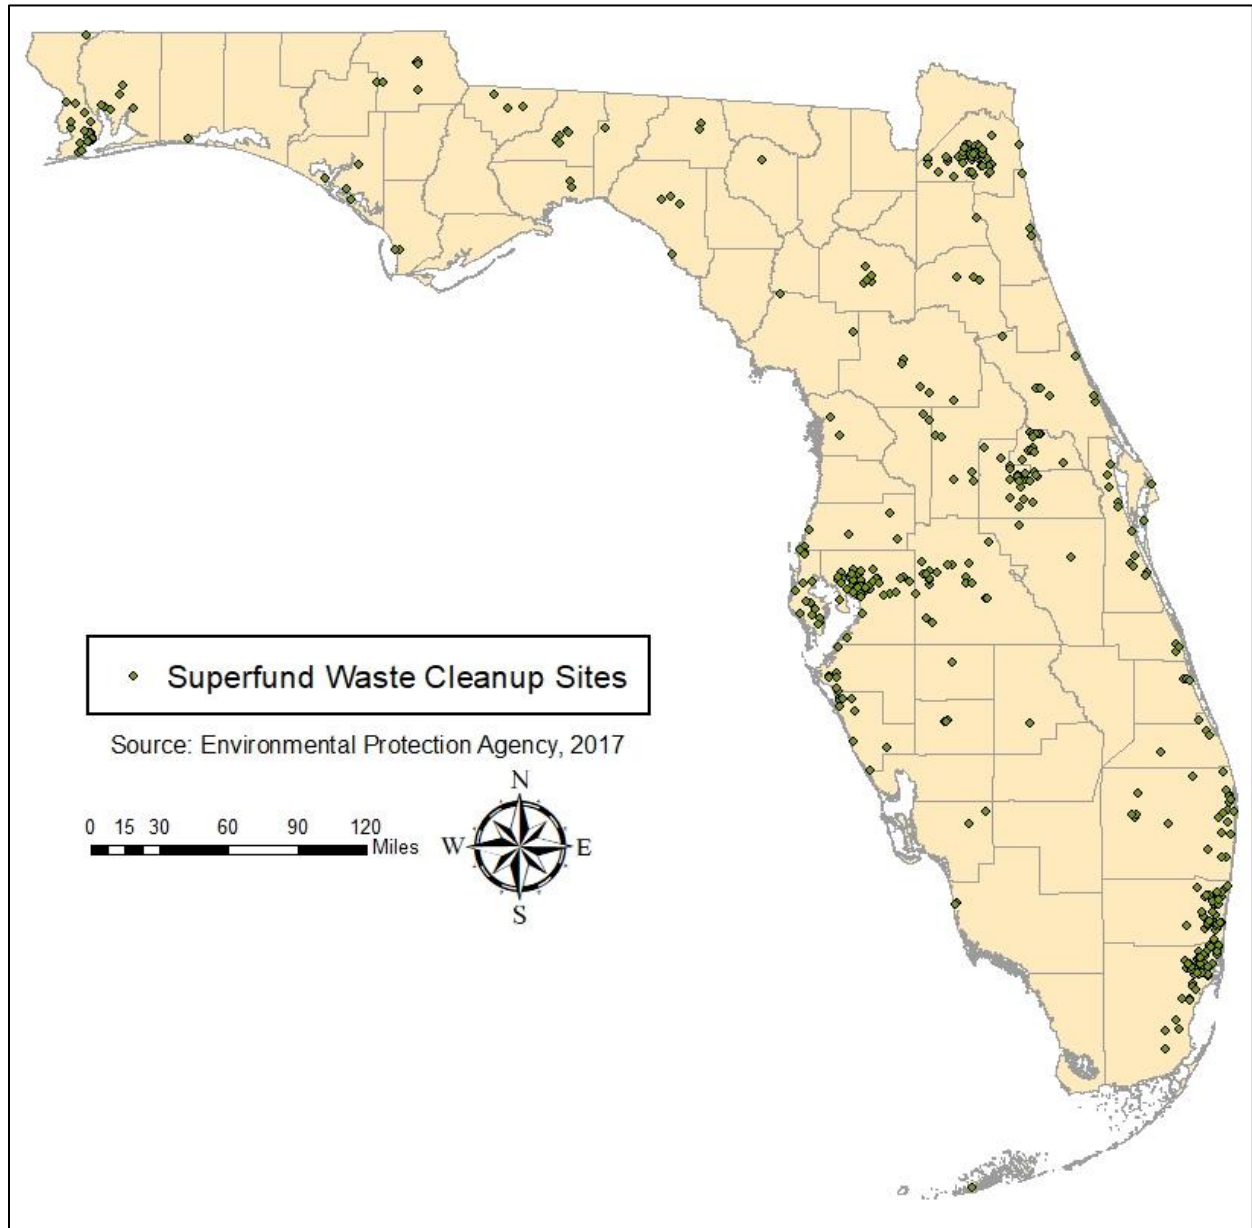 Superfund Waste Cleanup Sites
Source: Environmental Protection Agency, 2017
N
0 15 30 60 90 120
Miles
W E
S